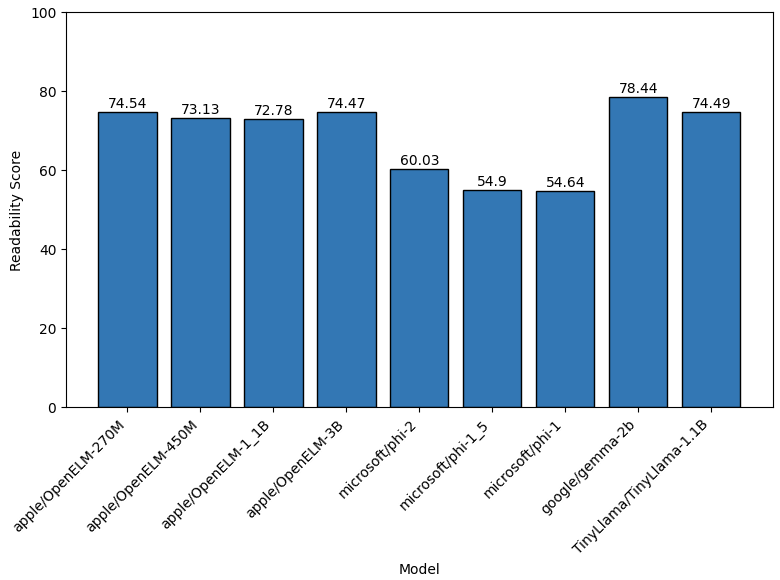 100
80
60
40
20
0
Readability Score
74.54
73.13
72.78
74.47
60.03
54.9
54.64
78.44
74.49
apple/OpenELM-270M
apple/OpenELM-450M
apple/OpenELM-1_1B
apple/OpenELM-3B
microsoft/phi-2
microsoft/phi-1_5
microsoft/phi-1
google/gemma-2b
TinyLlama/TinyLlama-1.1B
Model